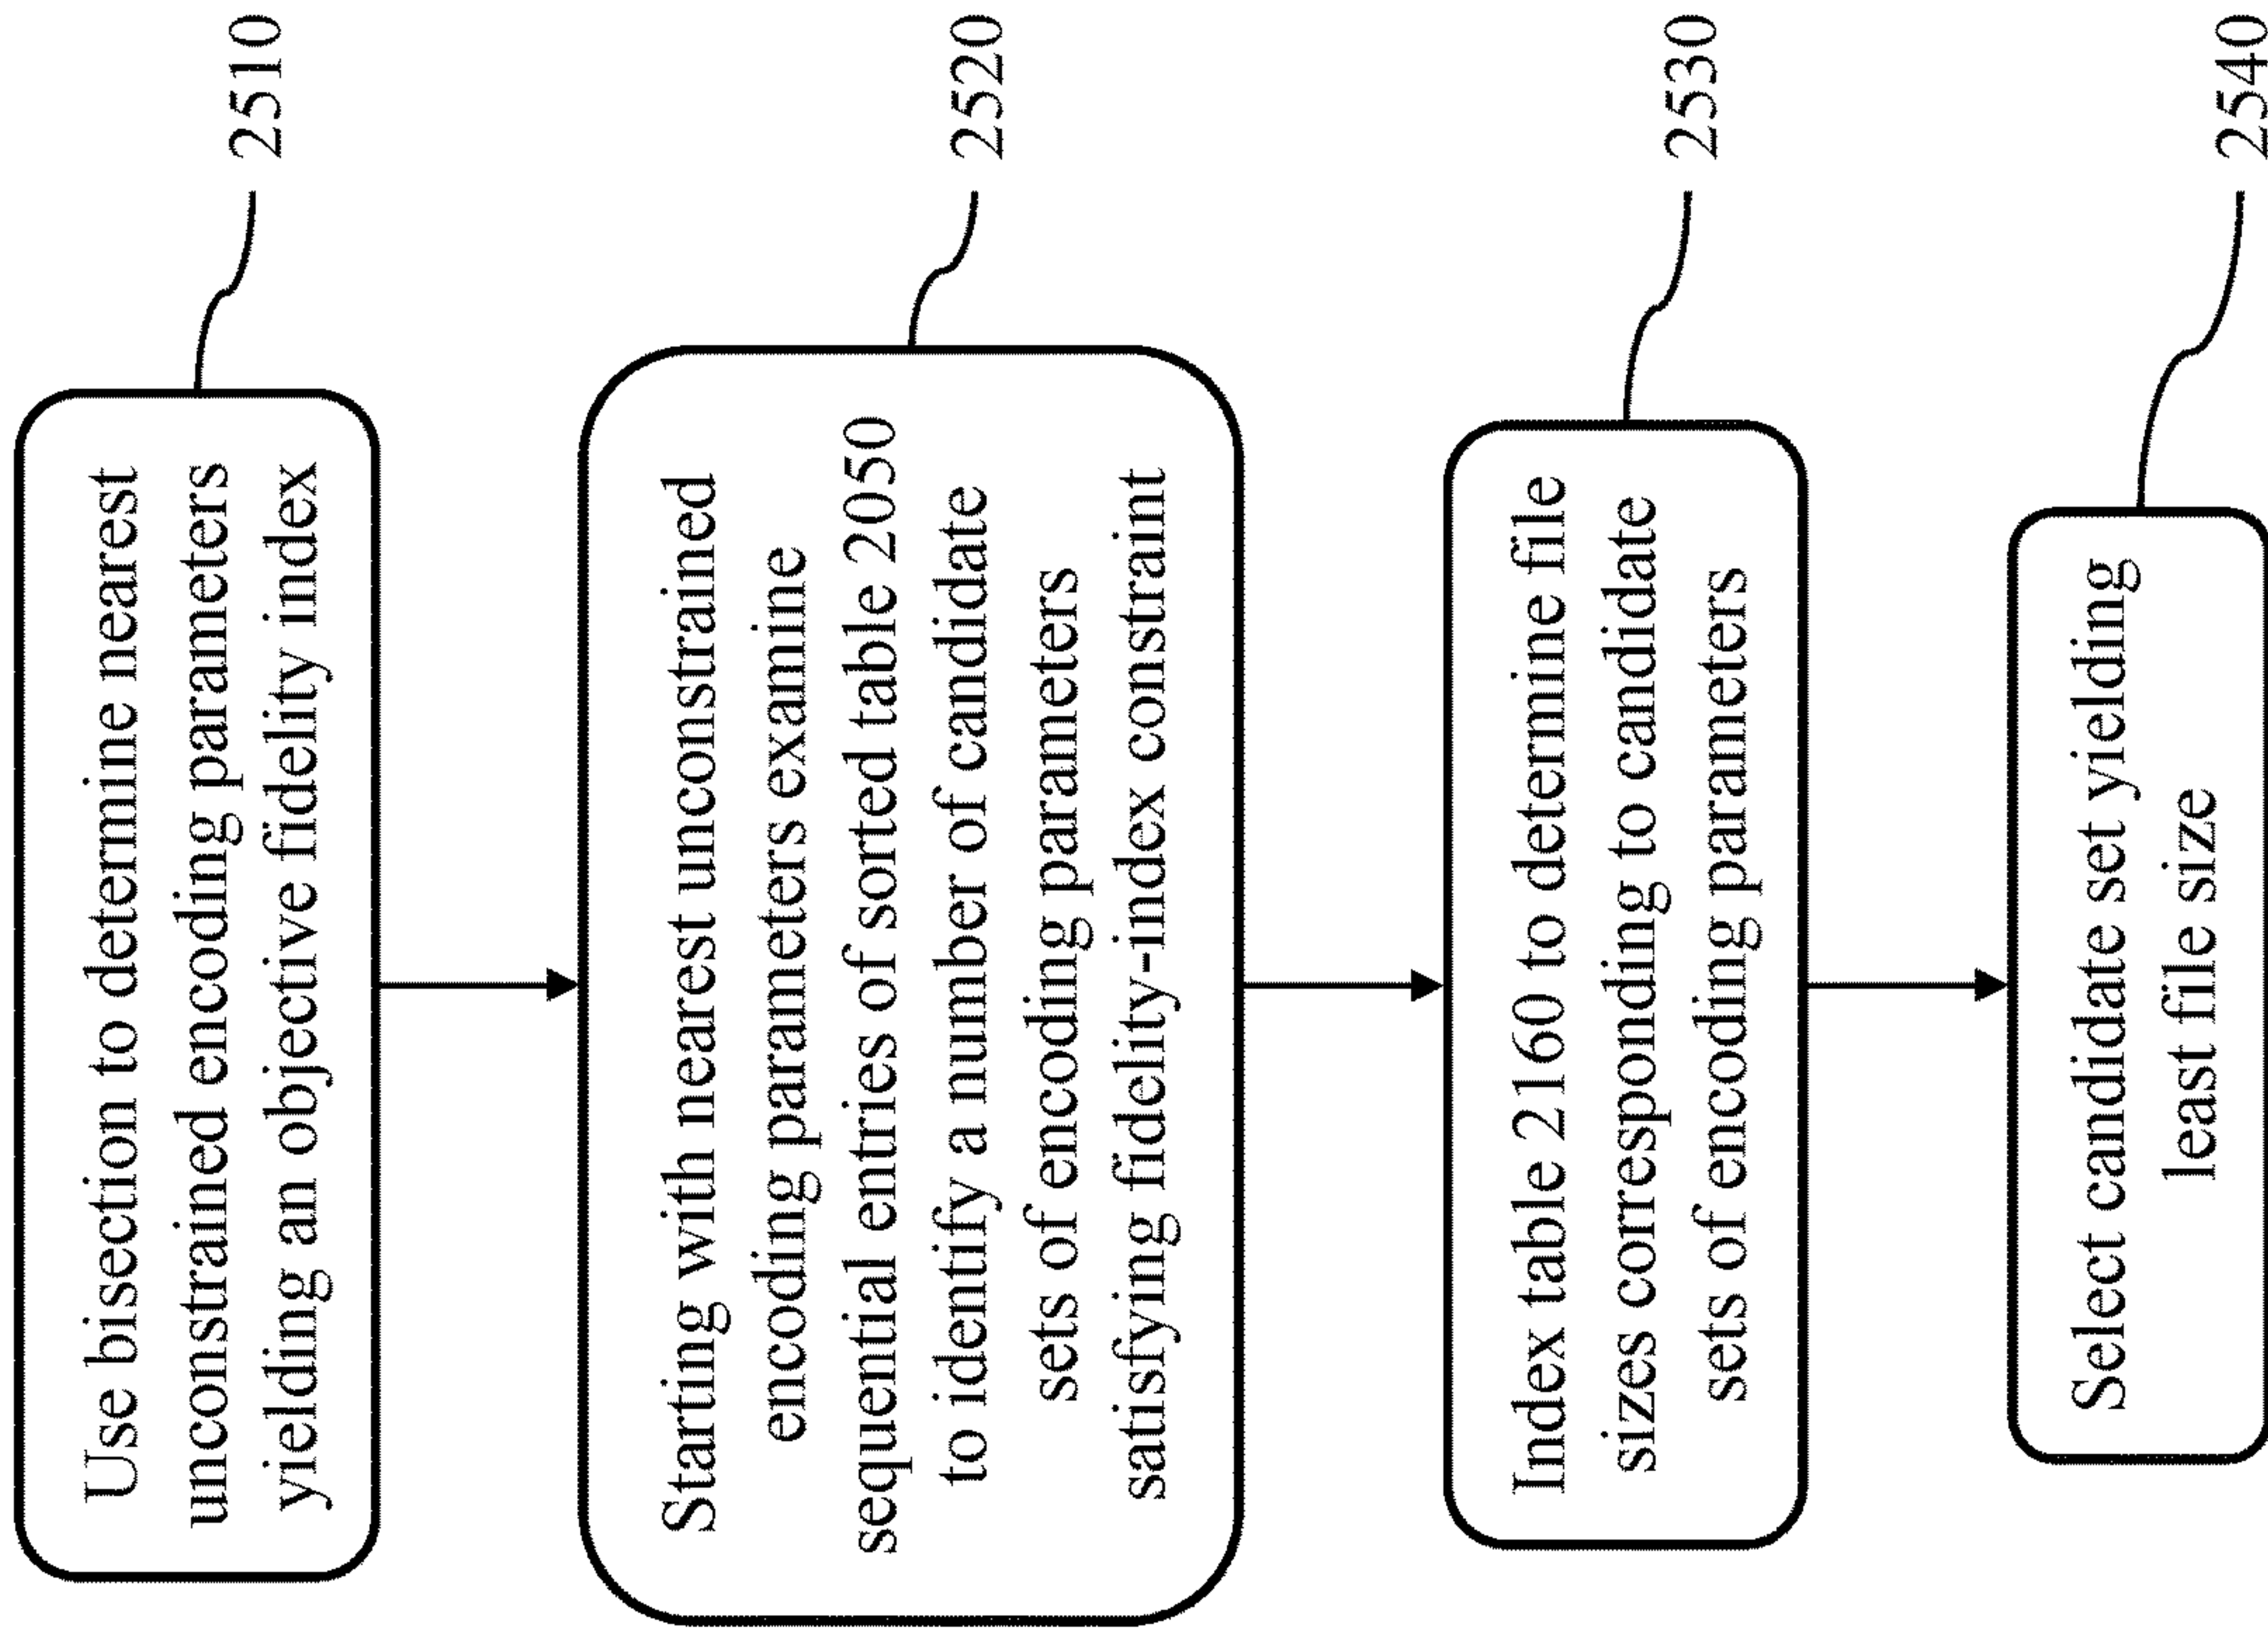 Use bisection to determine nearest
unconstrained encoding parameters
yielding an objective fidelity index
2510
Starting with nearest unconstrained
encoding parameters examine
sequential entries of sorted table 2050
to identify a number of candidate
sets of encoding parameters
satisfying fidelity-index constraint
2520
Index table 2160 to determine file
sizes corresponding to candidate
sets of encoding parameters
2530
Select candidate set yielding
least file size
2540